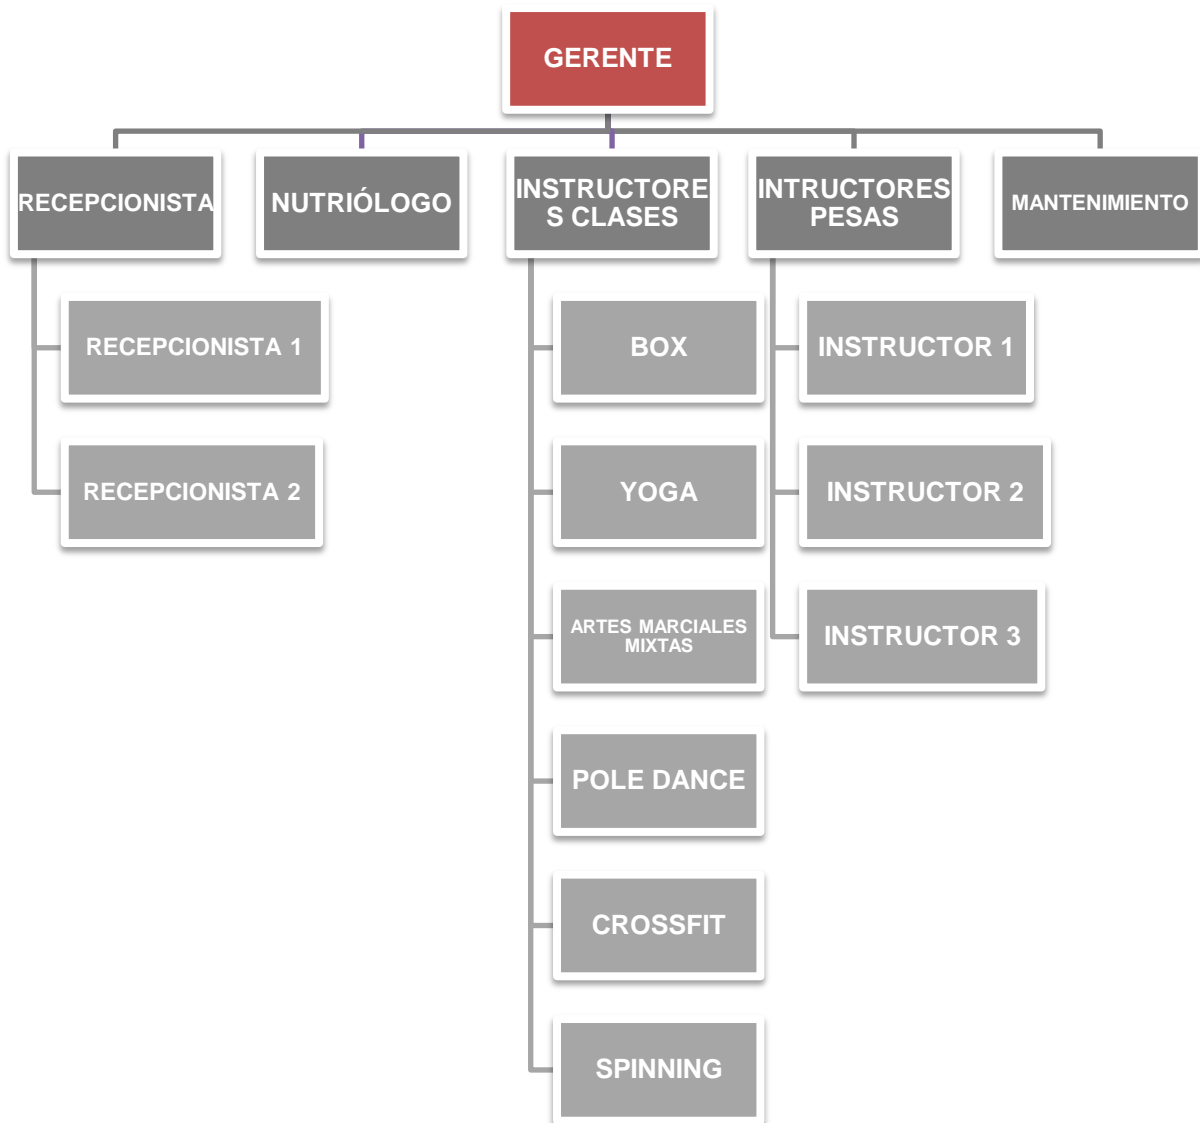 GERENTE
RECEPCIONISTA
NUTRIÓLOGO
INSTRUCTORE
S CLASES
INTRUCTORES
PESAS
MANTENIMIENTO
RECEPCIONISTA 1
BOX
INSTRUCTOR 1
RECEPCIONISTA 2
YOGA
INSTRUCTOR 2
ARTES MARCIALES
MIXTAS
INSTRUCTOR 3
POLE DANCE
CROSSFIT
SPINNING